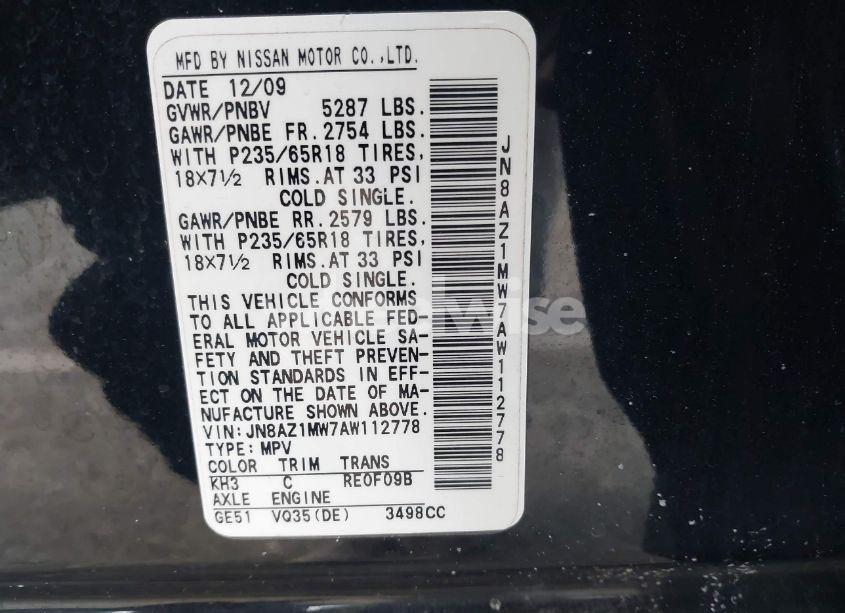 MFD BY NISSAN MOTOR CO.,LTD.
DATE 12/09
GVWR/PNBV 5287 LBS.
GAWR/PNBE FR. 2754 LBS.
WITH P235/65R18 TIRES,
18X7½ RIMS. AT 33 PSI
COLD SINGLE.
GAWR/PNBE RR. 2579 LBS.
WITH P235/65R18 TIRES,
18X7½ RIMS. AT 33 PSI
COLD SINGLE.
THIS VEHICLE CONFORMS
TO ALL APPLICABLE FED-
ERAL MOTOR VEHICLE SA-
FETY AND THEFT PREVEN-
TION STANDARDS IN EFF-
ECT ON THE DATE OF MA-
NUFACTURE SHOWN ABOVE.
VIN: JN8AZ1MW7AW112778
TYPE: MPV
COLOR TRIM TRANS
KH3 C RE0F09B
AXLE ENGINE
GE51 VQ35(DE) 3498CC
JN8AZ1MW7AW112778